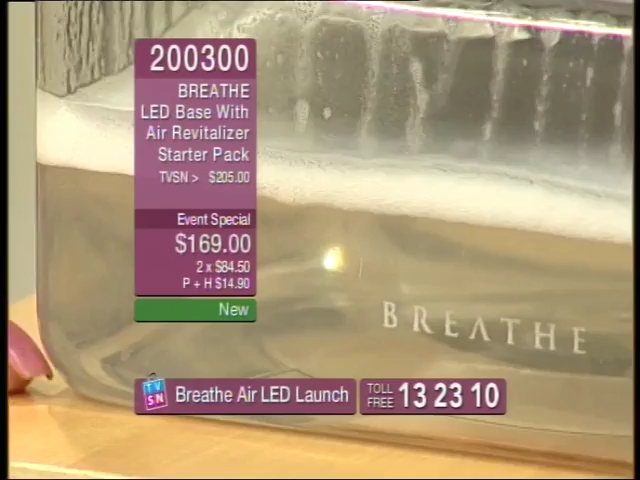 200300
BREATHE
LED Base With
Air Revitalizer
Starter Pack
TVSN > $205.00
Event Special
$169.00
2 x $84.50
P + H $14.90
New
BREATHE
TV
SN
Breathe Air LED Launch
TOLL
FREE 13 23 10